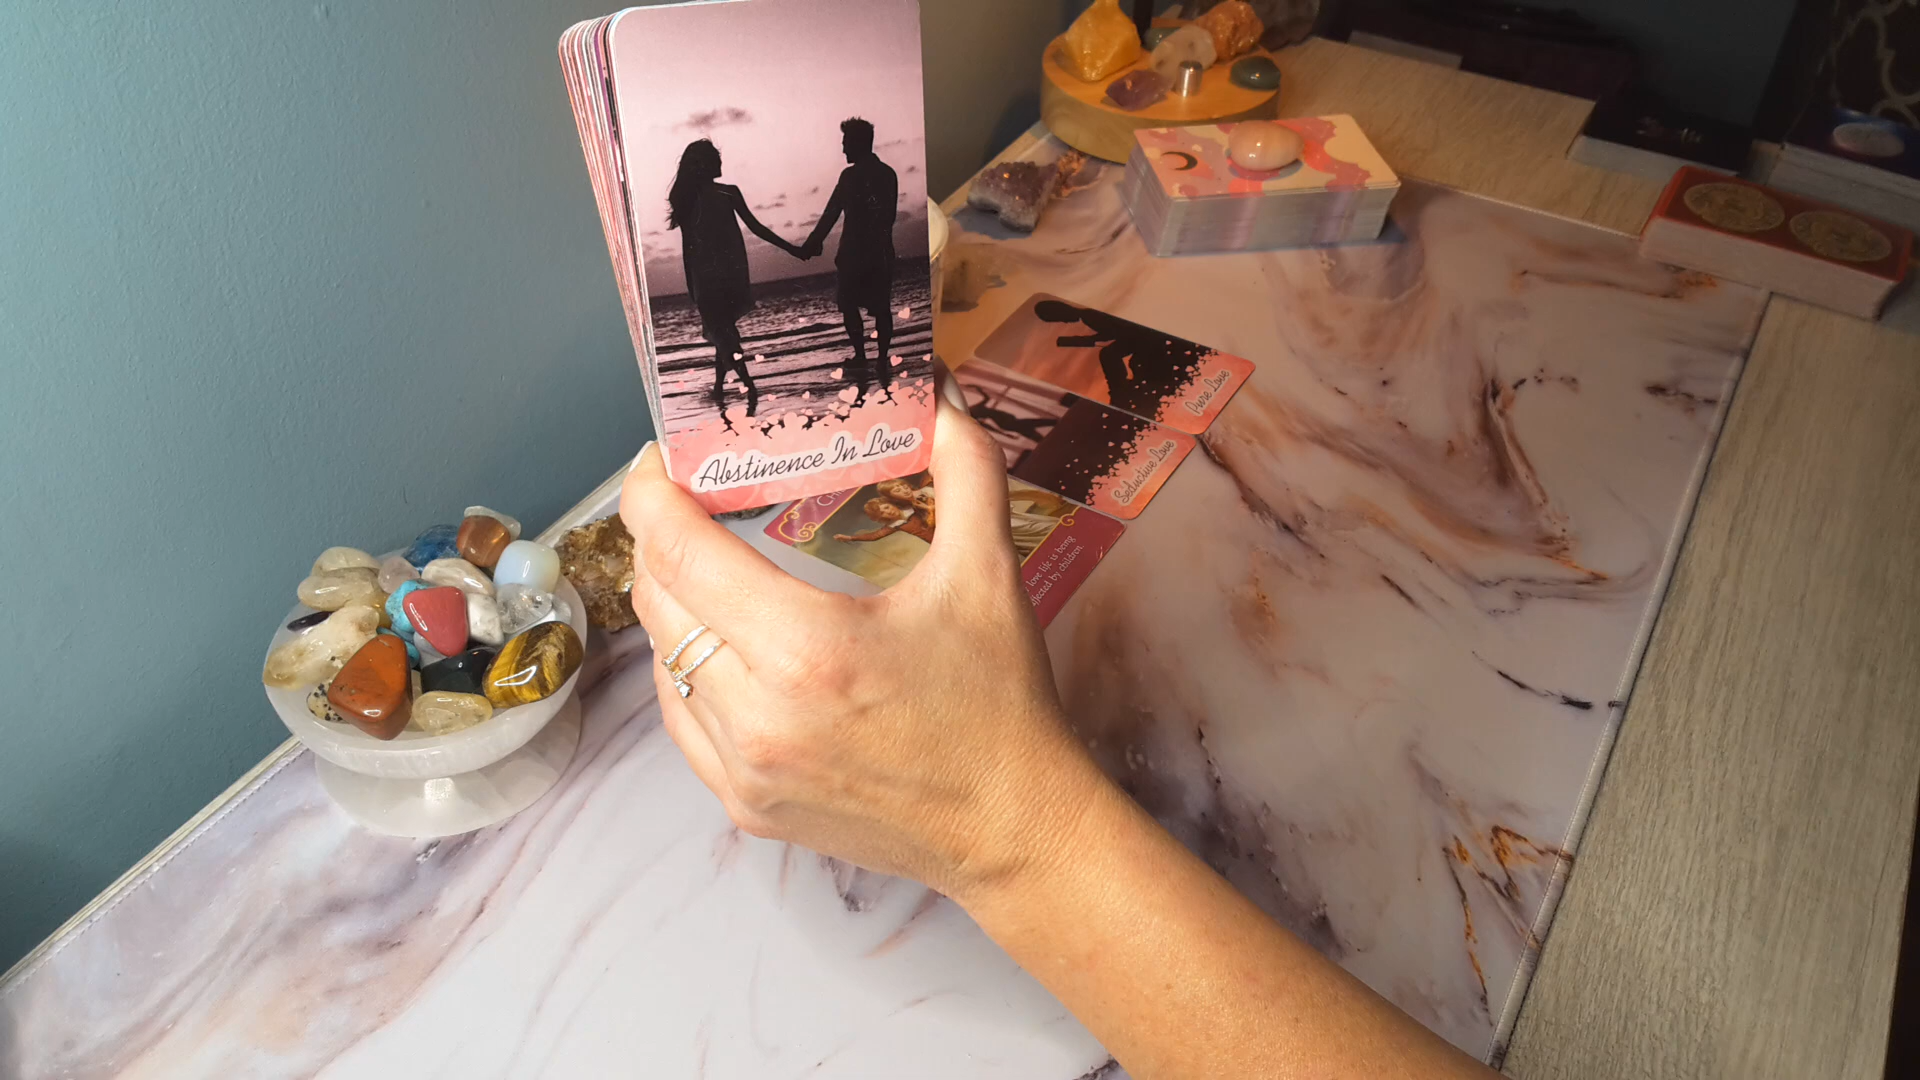 Abstinence In Love
Pure Love
Seductive Love
love life is being
affected by children.